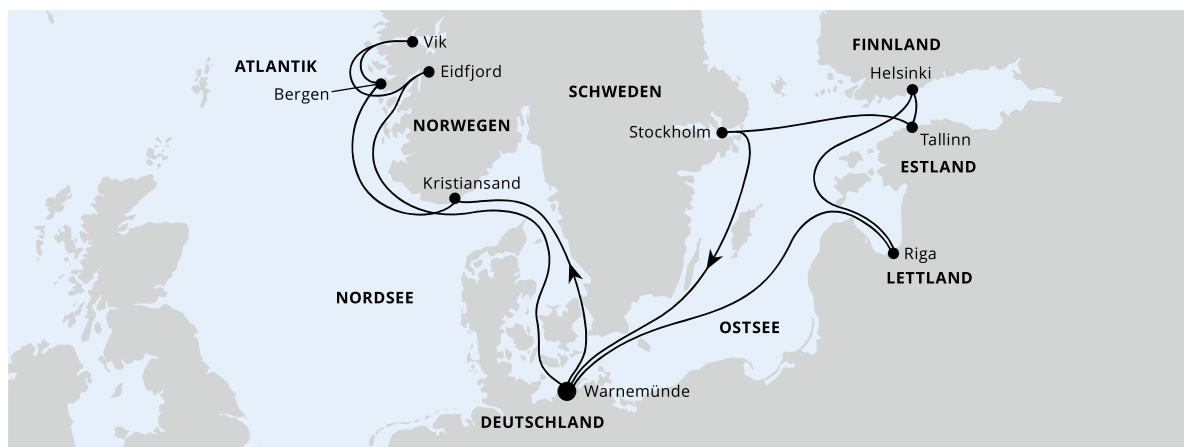 Vik
FINNLAND
ATLANTIK
Eidfjord
Helsinki
Bergen
SCHWEDEN
NORWEGEN
Stockholm
Tallinn
ESTLAND
Kristiansand
Riga
LETTLAND
NORDSEE
OSTSEE
Warnemünde
DEUTSCHLAND